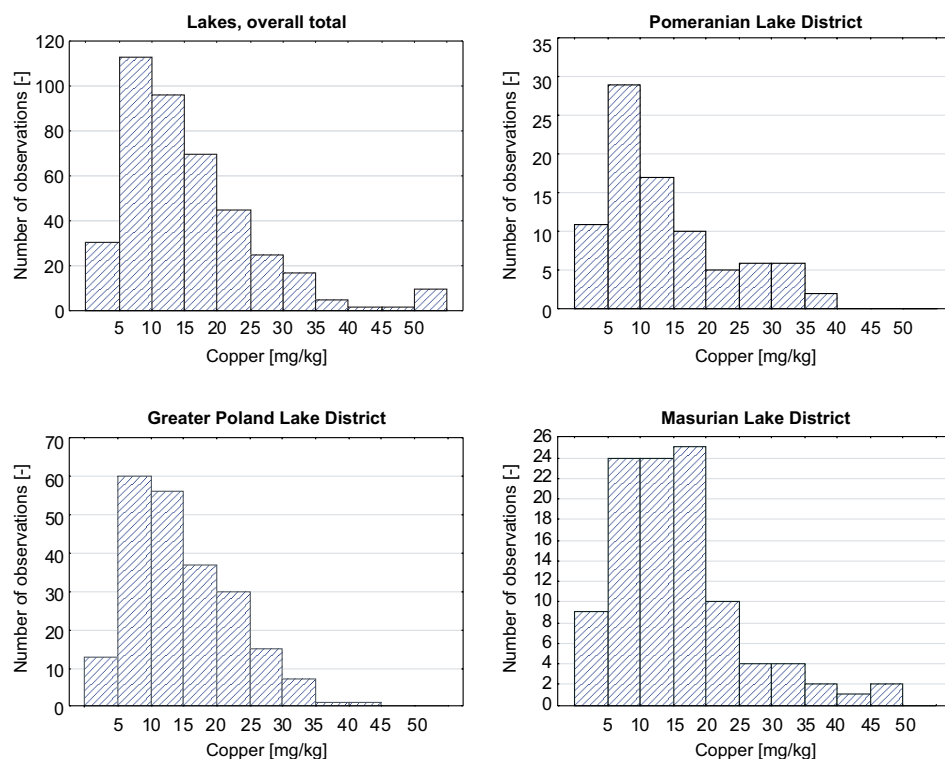 Lakes, overall total
Number of observations [-]
120
100
80
60
40
20
0
5 10 15 20 25 30 35 40 45 50
Copper [mg/kg]
Pomeranian Lake District
Number of observations [-]
35
30
25
20
15
10
5
0
5 10 15 20 25 30 35 40 45 50
Copper [mg/kg]
Greater Poland Lake District
Number of observations [-]
70
60
50
40
30
20
10
0
5 10 15 20 25 30 35 40 45 50
Copper [mg/kg]
Masurian Lake District
Number of observations [-]
26
24
22
20
18
16
14
12
10
8
6
4
2
0
5 10 15 20 25 30 35 40 45 50
Copper [mg/kg]